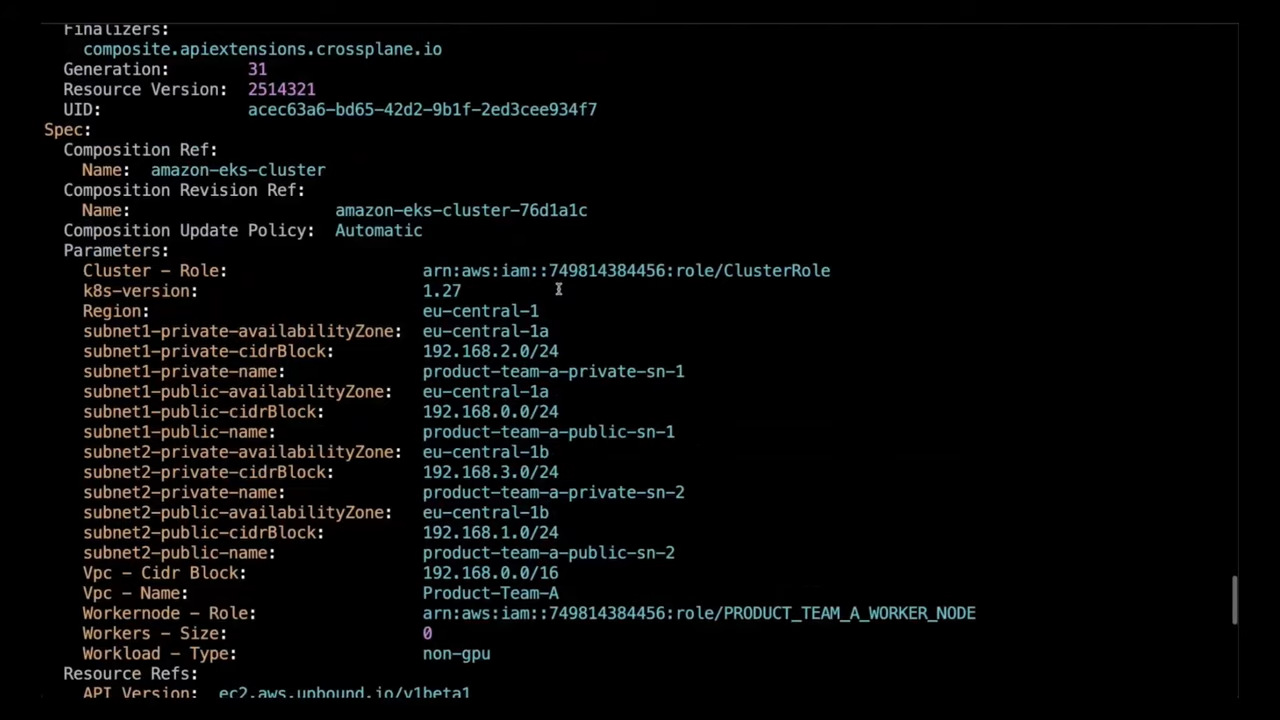 Finalizers:
composite.apiextensions.crossplane.io
Generation: 31
Resource Version: 2514321
UID: acec63a6-bd65-42d2-9b1f-2ed3cee934f7
Spec:
Composition Ref:
Name: amazon-eks-cluster
Composition Revision Ref:
Name: amazon-eks-cluster-76d1a1c
Composition Update Policy: Automatic
Parameters:
Cluster - Role: arn:aws:iam::749814384456:role/ClusterRole
k8s-version: 1.27
Region: eu-central-1
subnet1-private-availabilityZone: eu-central-1a
subnet1-private-cidrBlock: 192.168.2.0/24
subnet1-private-name: product-team-a-private-sn-1
subnet1-public-availabilityZone: eu-central-1a
subnet1-public-cidrBlock: 192.168.0.0/24
subnet1-public-name: product-team-a-public-sn-1
subnet2-private-availabilityZone: eu-central-1b
subnet2-private-cidrBlock: 192.168.3.0/24
subnet2-private-name: product-team-a-private-sn-2
subnet2-public-availabilityZone: eu-central-1b
subnet2-public-cidrBlock: 192.168.1.0/24
subnet2-public-name: product-team-a-public-sn-2
Vpc - Cidr Block: 192.168.0.0/16
Vpc - Name: Product-Team-A
Workernode - Role: arn:aws:iam::749814384456:role/PRODUCT_TEAM_A_WORKER_NODE
Workers - Size: 0
Workload - Type: non-gpu
Resource Refs:
API Version: ec2.aws.upbound.io/v1beta1